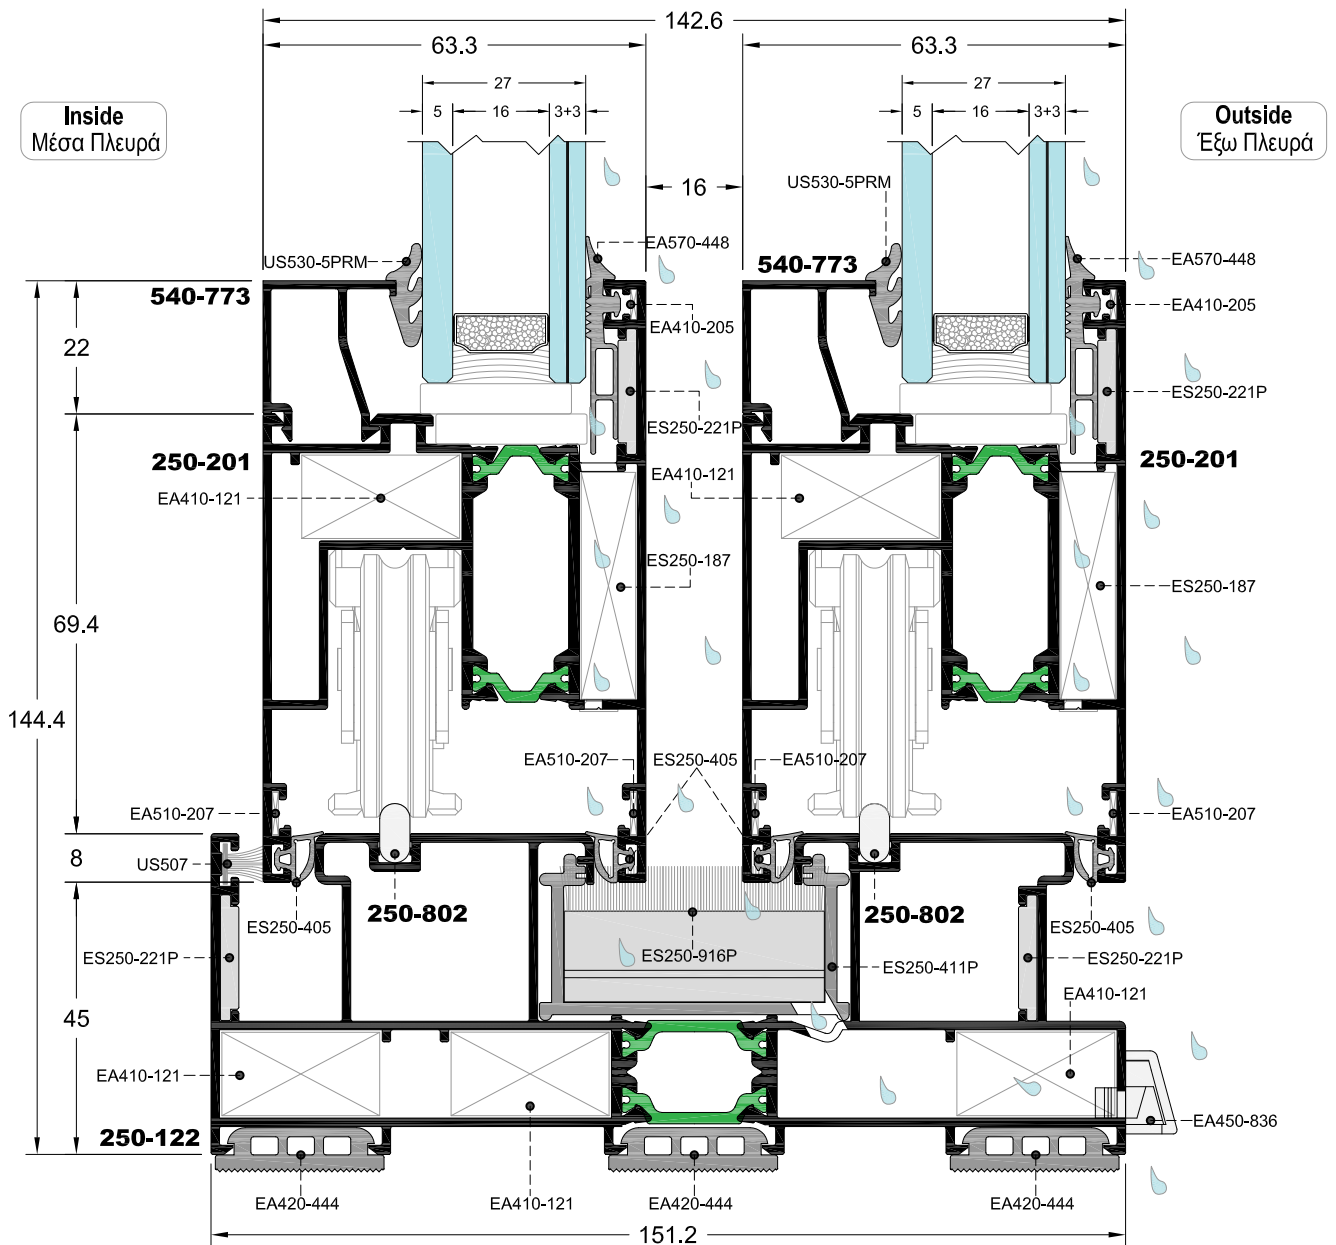 142.6
63.3
63.3
27
27
5
16
3+3
5
16
3+3
Inside
Μέσα Πλευρά
Outside
Έξω Πλευρά
16
US530-5PRM
EA570-448
US530-5PRM
540-773
EA570-448
540-773
EA410-205
EA410-205
22
ES250-221P
ES250-221P
250-201
250-201
EA410-121
EA410-121
ES250-187
ES250-187
69.4
144.4
EA510-207
ES250-405
EA510-207
EA510-207
EA510-207
8
US507
250-802
250-802
ES250-405
ES250-405
ES250-221P
ES250-916P
ES250-411P
ES250-221P
EA410-121
45
EA410-121
EA450-836
250-122
EA420-444
EA410-121
EA420-444
EA420-444
151.2